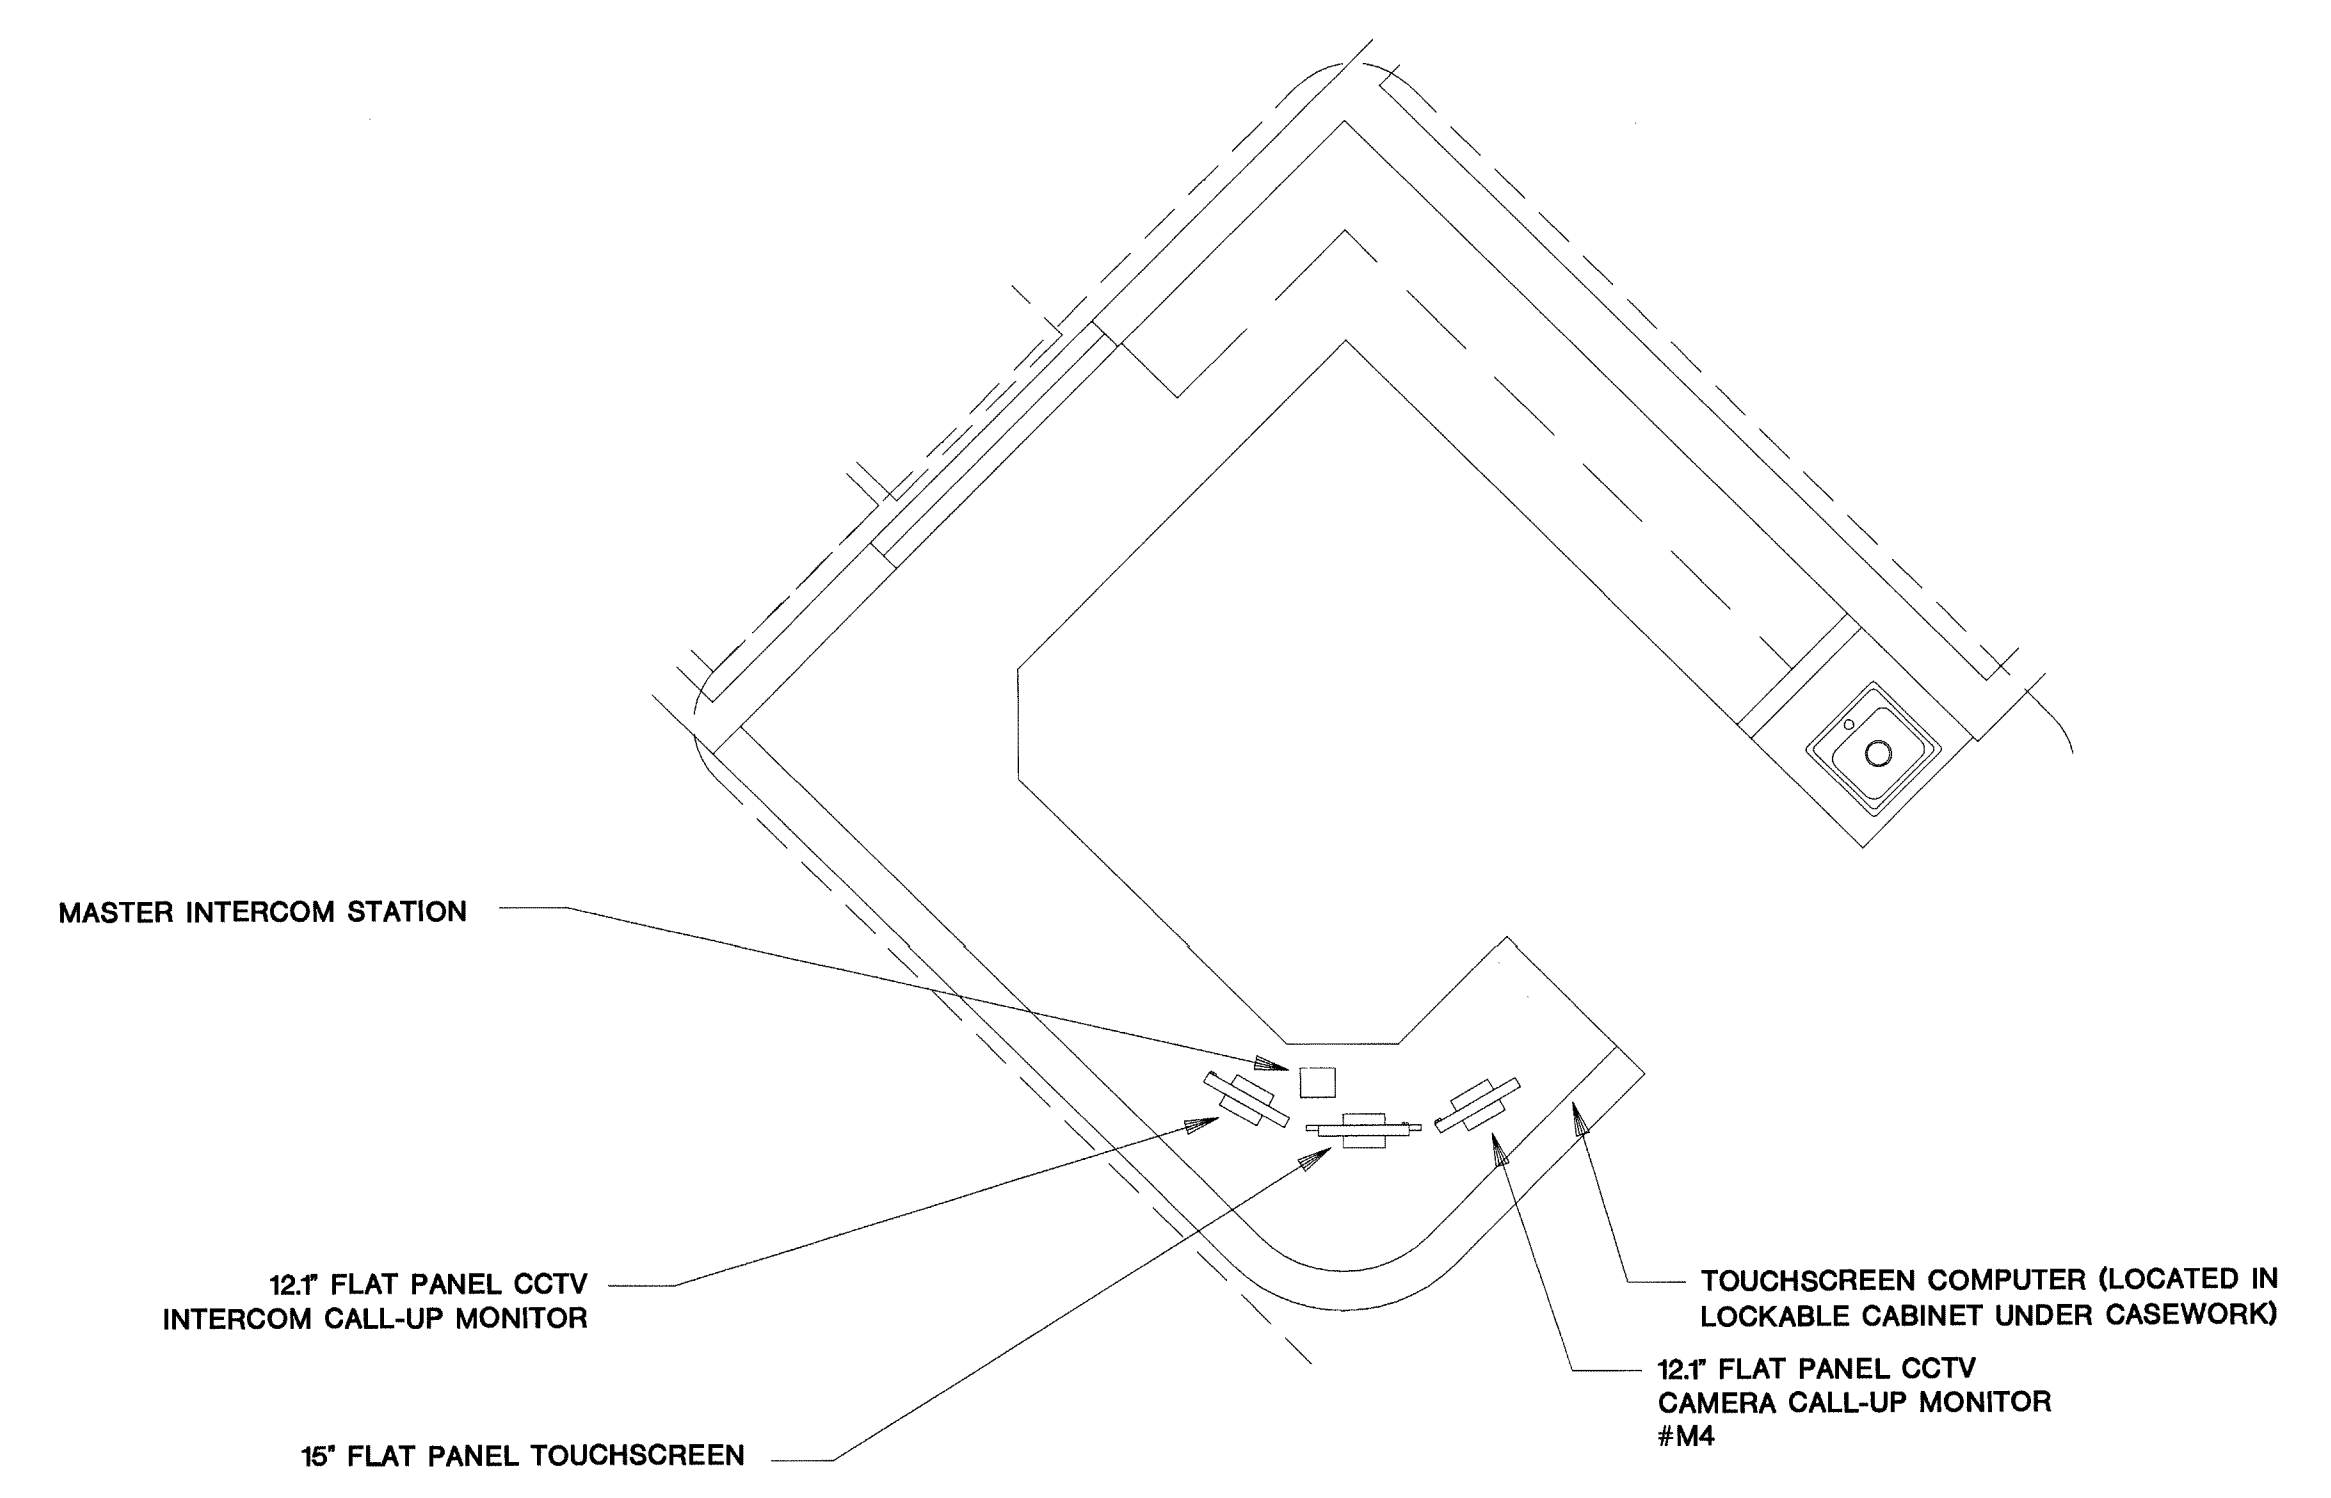 MASTER INTERCOM STATION
12.1" FLAT PANEL CCTV
INTERCOM CALL-UP MONITOR
15" FLAT PANEL TOUCHSCREEN
TOUCHSCREEN COMPUTER (LOCATED IN
LOCKABLE CABINET UNDER CASEWORK)
12.1" FLAT PANEL CCTV
CAMERA CALL-UP MONITOR
#M4